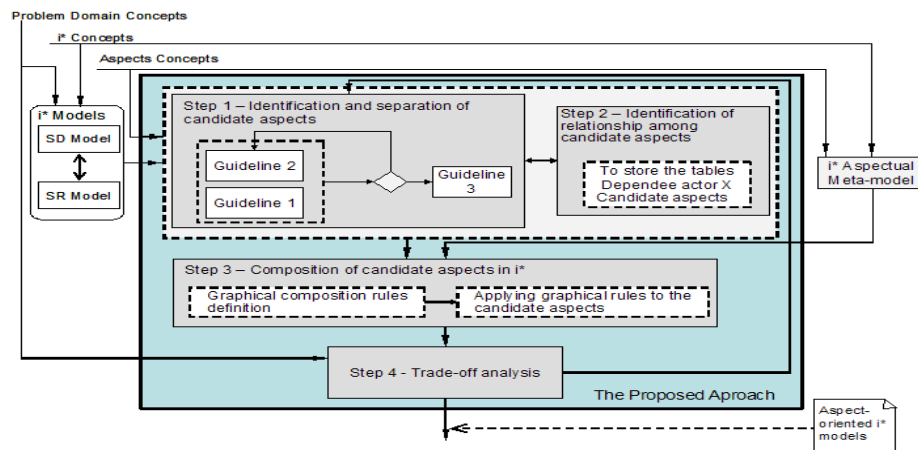 Problem Domain Concepts
i* Concepts
Aspects Concepts
i* Models
SD Model
SR Model
Step 1 – Identification and separation of
candidate aspects
Guideline 2
Guideline 1
Guideline
3
Step 2 – Identification of
relationship among
candidate aspects
To store the tables
Dependee actor X
Candidate aspects
i* Aspectual
Meta-model
Step 3 – Composition of candidate aspects in i*
Graphical composition rules
definition
Applying graphical rules to the
candidate aspects
Step 4 - Trade-off analysis
The Proposed Aproach
Aspect-
oriented i*
models